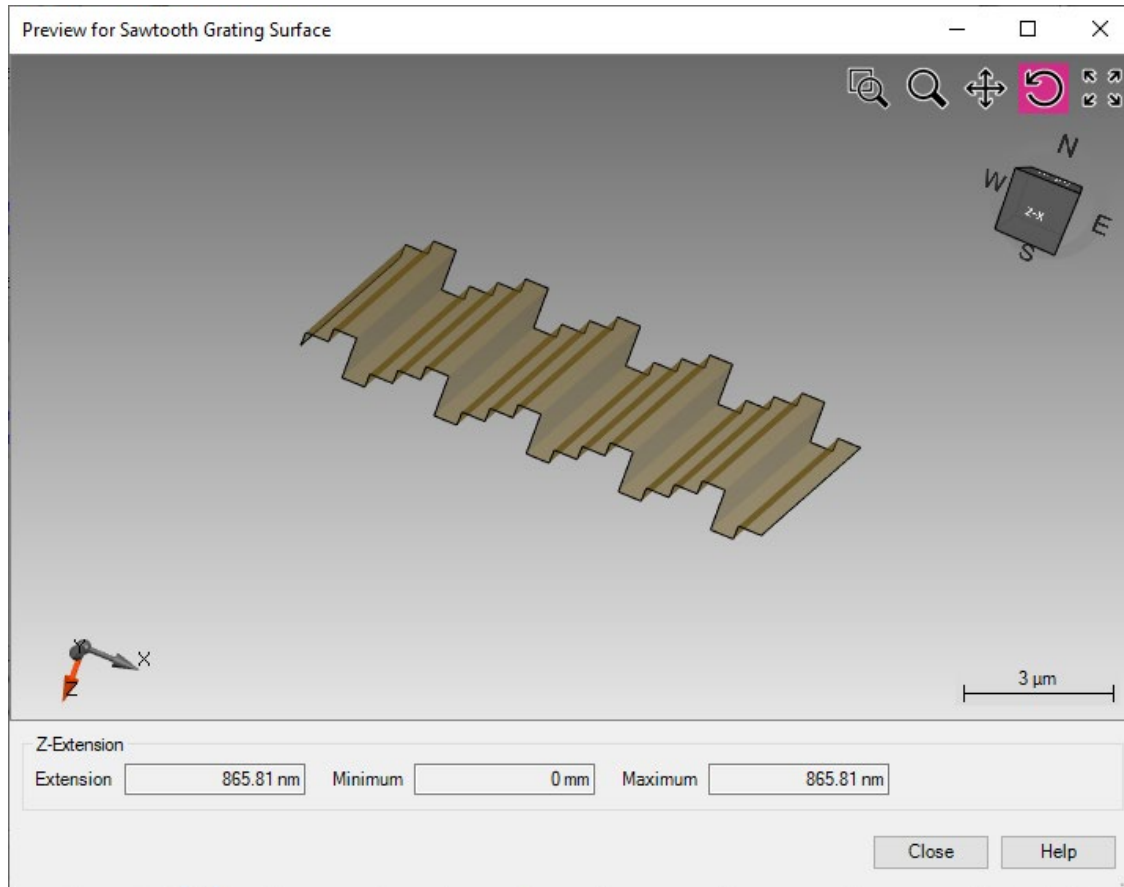 Preview for Sawtooth Grating Surface
N
W
Z-X
E
S
Y
X
Z
3 µm
Z-Extension
Extension 865.81 nm Minimum 0 mm Maximum 865.81 nm
Close Help